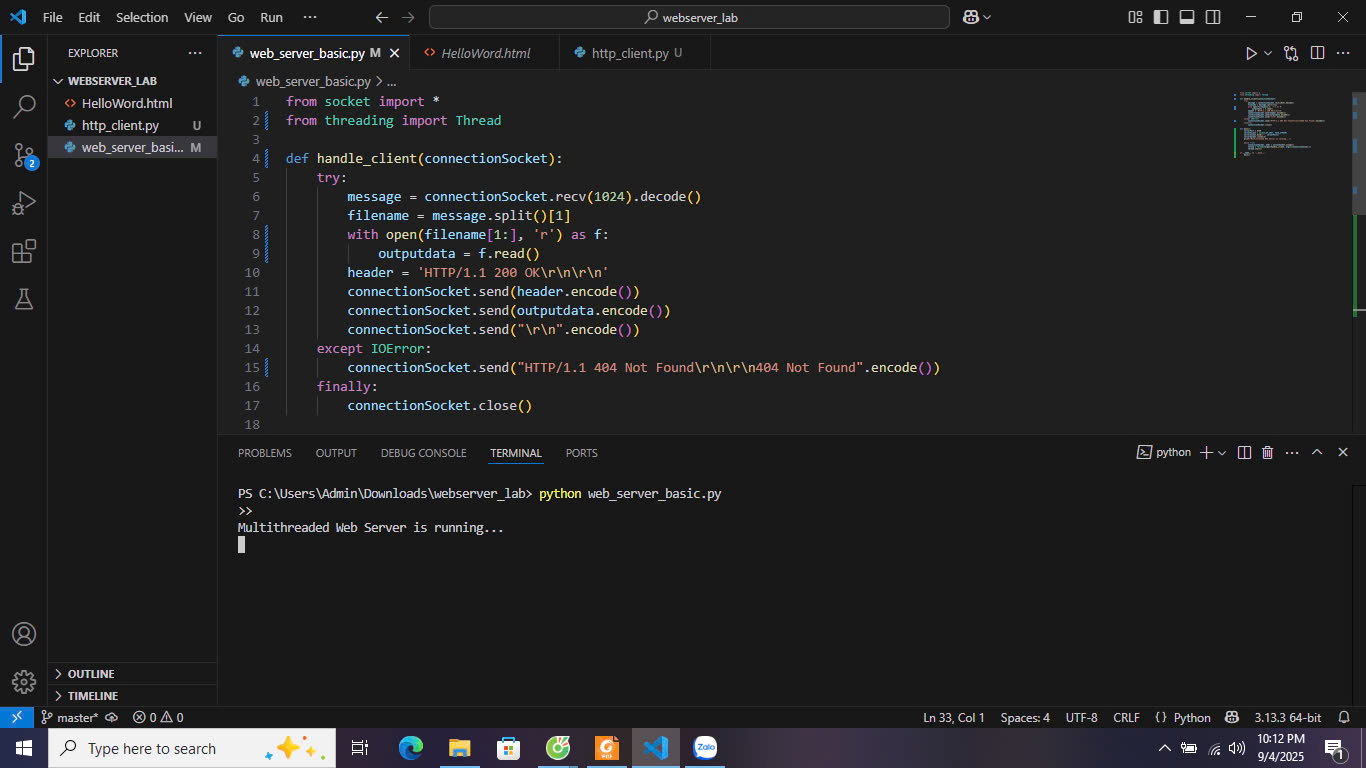 File Edit Selection View Go Run ··· webserver_lab
EXPLORER ···
WEBSERVER_LAB
HelloWord.html
http_client.py U
web_server_basi... M
2
OUTLINE
TIMELINE
web_server_basic.py M
HelloWord.html
http_client.py U
web_server_basic.py > ...
1 from socket import *
2 from threading import Thread
3
4 def handle_client(connectionSocket):
5 try:
6 message = connectionSocket.recv(1024).decode()
7 filename = message.split()[1]
8 with open(filename[1:], 'r') as f:
9 outputdata = f.read()
10 header = 'HTTP/1.1 200 OK\r\n\r\n'
11 connectionSocket.send(header.encode())
12 connectionSocket.send(outputdata.encode())
13 connectionSocket.send("\r\n".encode())
14 except IOError:
15 connectionSocket.send("HTTP/1.1 404 Not Found\r\n\r\n404 Not Found".encode())
16 finally:
17 connectionSocket.close()
18
PROBLEMS OUTPUT DEBUG CONSOLE TERMINAL PORTS python
PS C:\Users\Admin\Downloads\webserver_lab> python web_server_basic.py
>>
Multithreaded Web Server is running...
master* 0 0 Ln 33, Col 1 Spaces: 4 UTF-8 CRLF {} Python 3.13.3 64-bit
Type here to search
Zalo
10:12 PM
9/4/2025
1